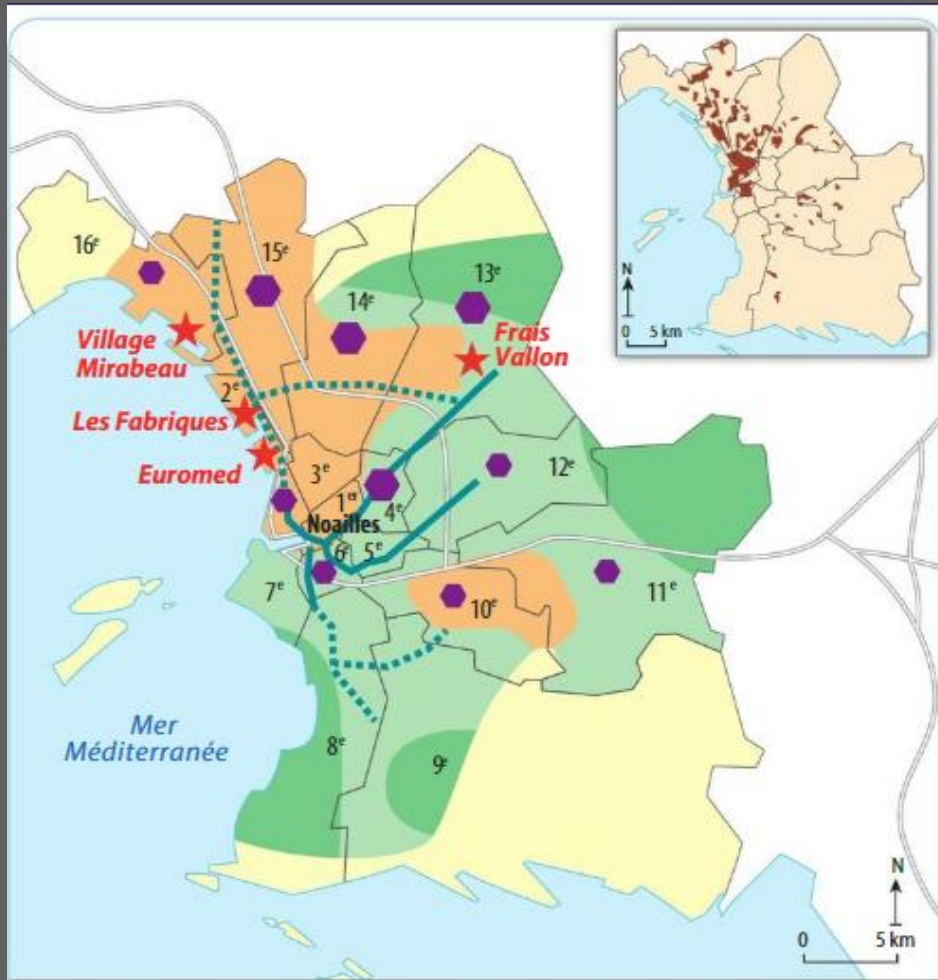 N
0 5 km
16e
15e
14e
13e
Village
Mirabeau
Frais
Vallon
2e
Les Fabriques
Euromed
3e
12e
1er
4e
Noailles
6e
5e
7e
10e
11e
Mer
Méditerranée
8e
9e
N
0 5 km